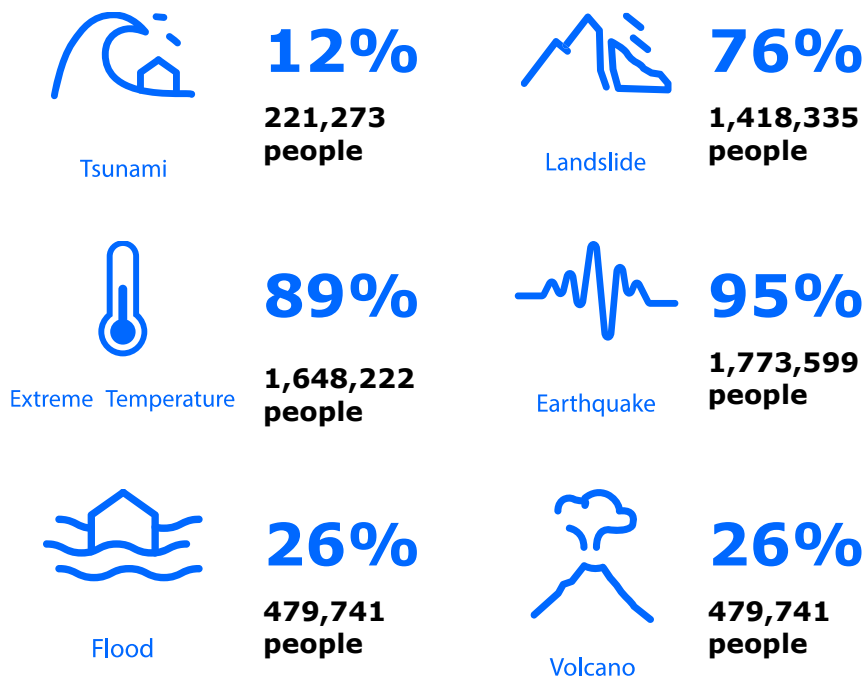 12%
221,273
people
Tsunami
76%
1,418,335
people
Landslide
89%
1,648,222
people
Extreme Temperature
95%
1,773,599
people
Earthquake
26%
479,741
people
Flood
26%
479,741
people
Volcano